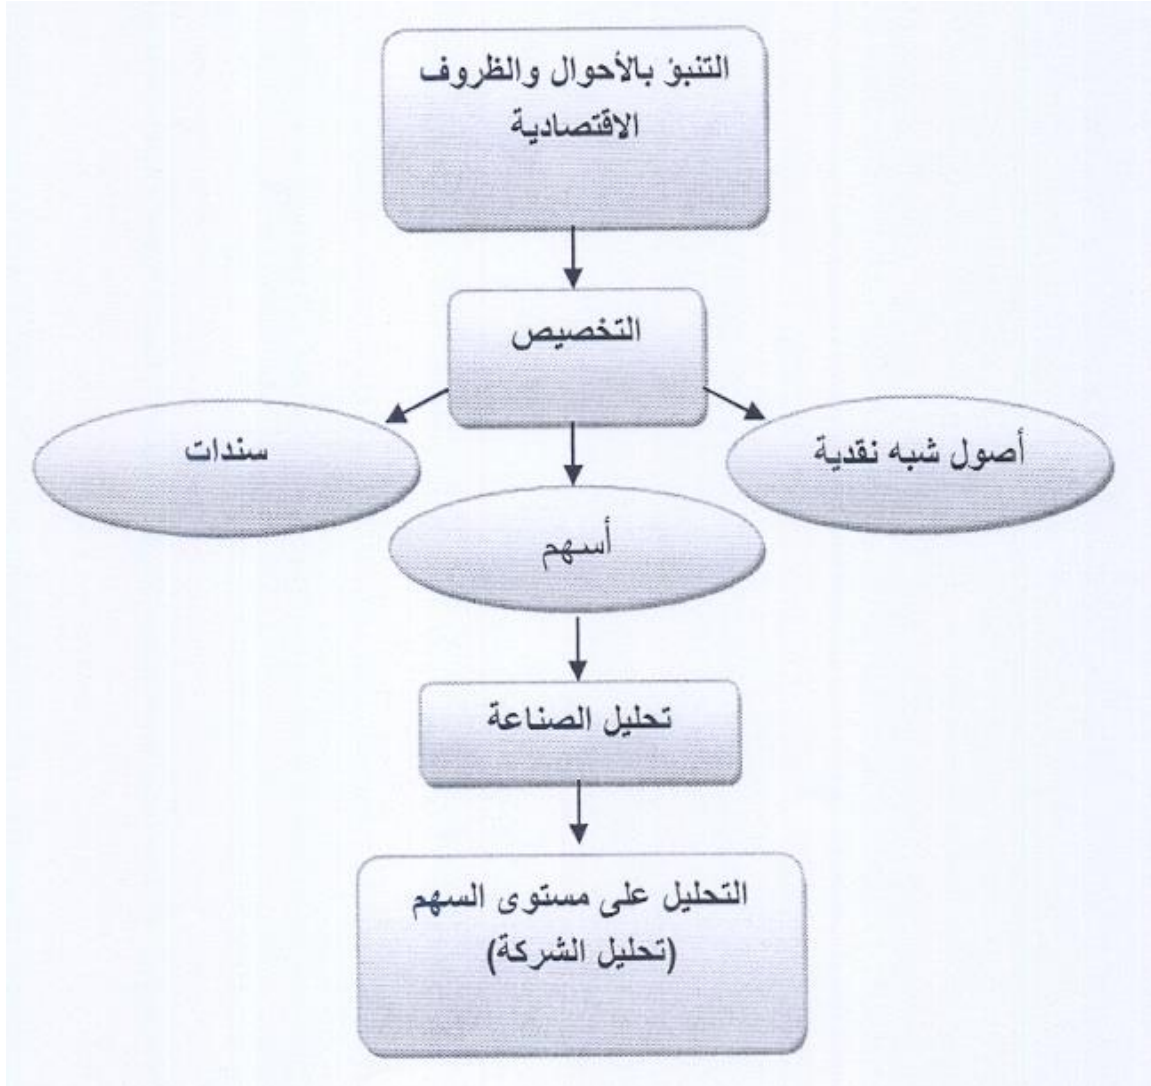 التنبؤ بالأحوال والظروف
الاقتصادية
التخصيص
أصول شبه نقدية
سندات
أسهم
تحليل الصناعة
التحليل على مستوى السهم
(تحليل الشركة)